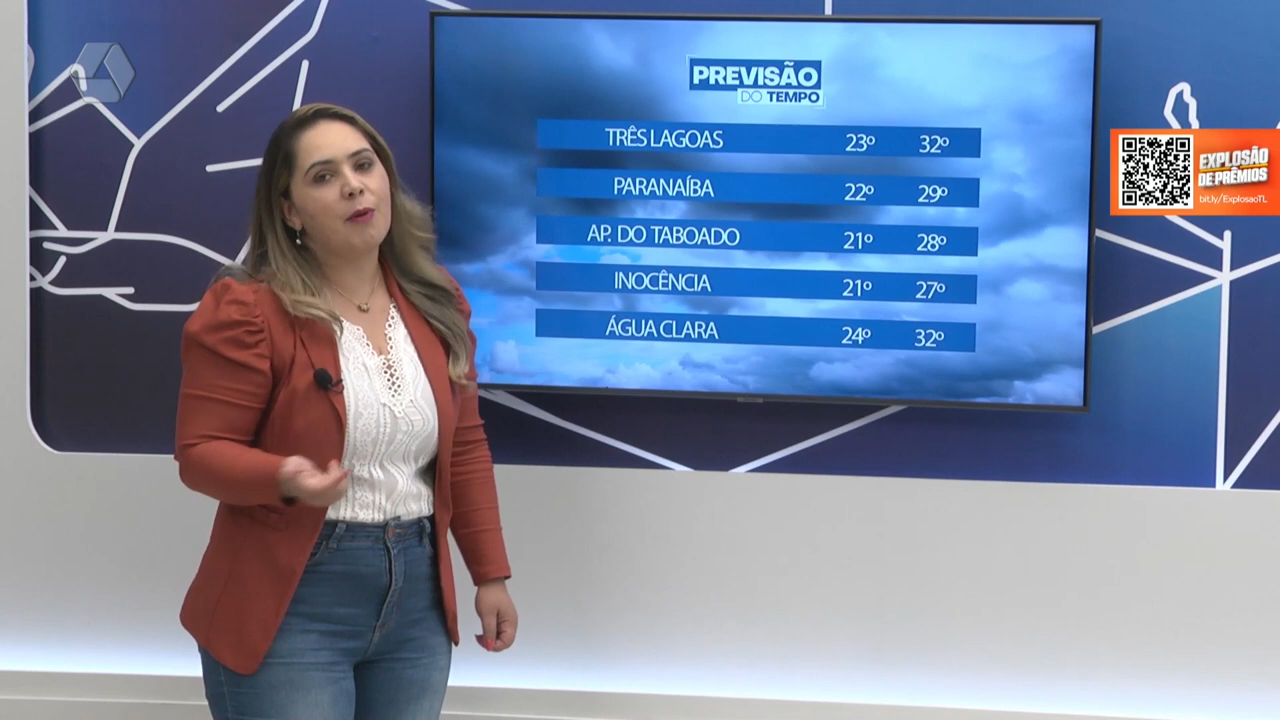 PREVISÃO
DO TEMPO
TRÊS LAGOAS 23º 32º
PARANAÍBA 22º 29º
AP. DO TABOADO 21º 28º
INOCÊNCIA 21º 27º
ÁGUA CLARA 24º 32º
EXPLOSÃO
DE PRÊMIOS
bit.ly/ExplosaoTL